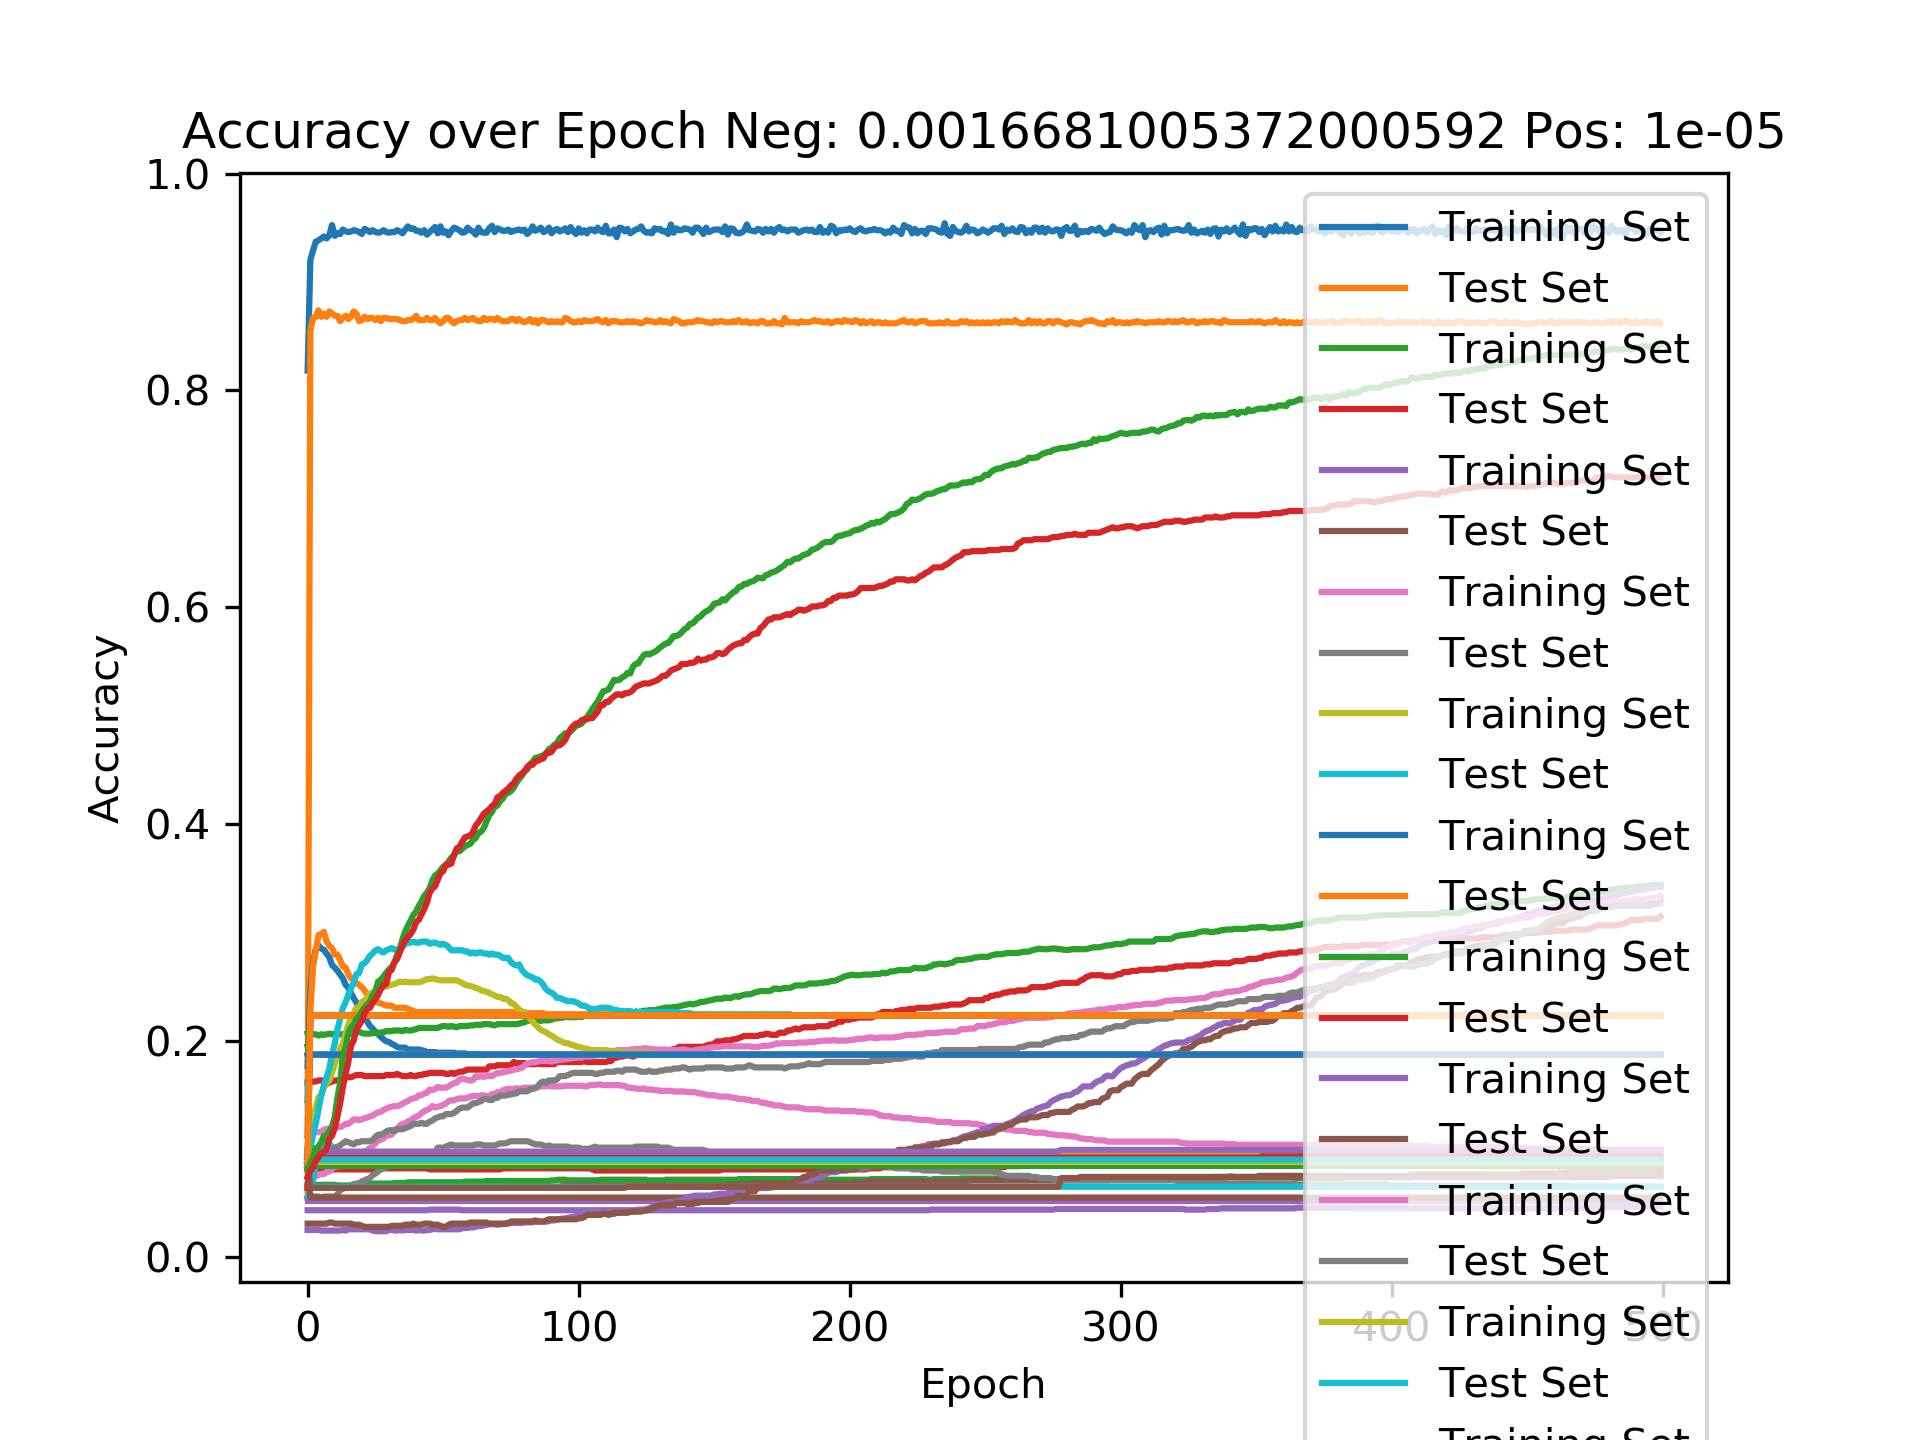 Accuracy over Epoch Neg: 0.0016681005372000592 Pos: 1e-05
1.0
0.8
0.6
0.4
0.2
0.0
Accuracy
0
100
200
300
400
500
Epoch
Training Set
Test Set
Training Set
Test Set
Training Set
Test Set
Training Set
Test Set
Training Set
Test Set
Training Set
Test Set
Training Set
Test Set
Training Set
Test Set
Training Set
Test Set
Training Set
Test Set
Training Set